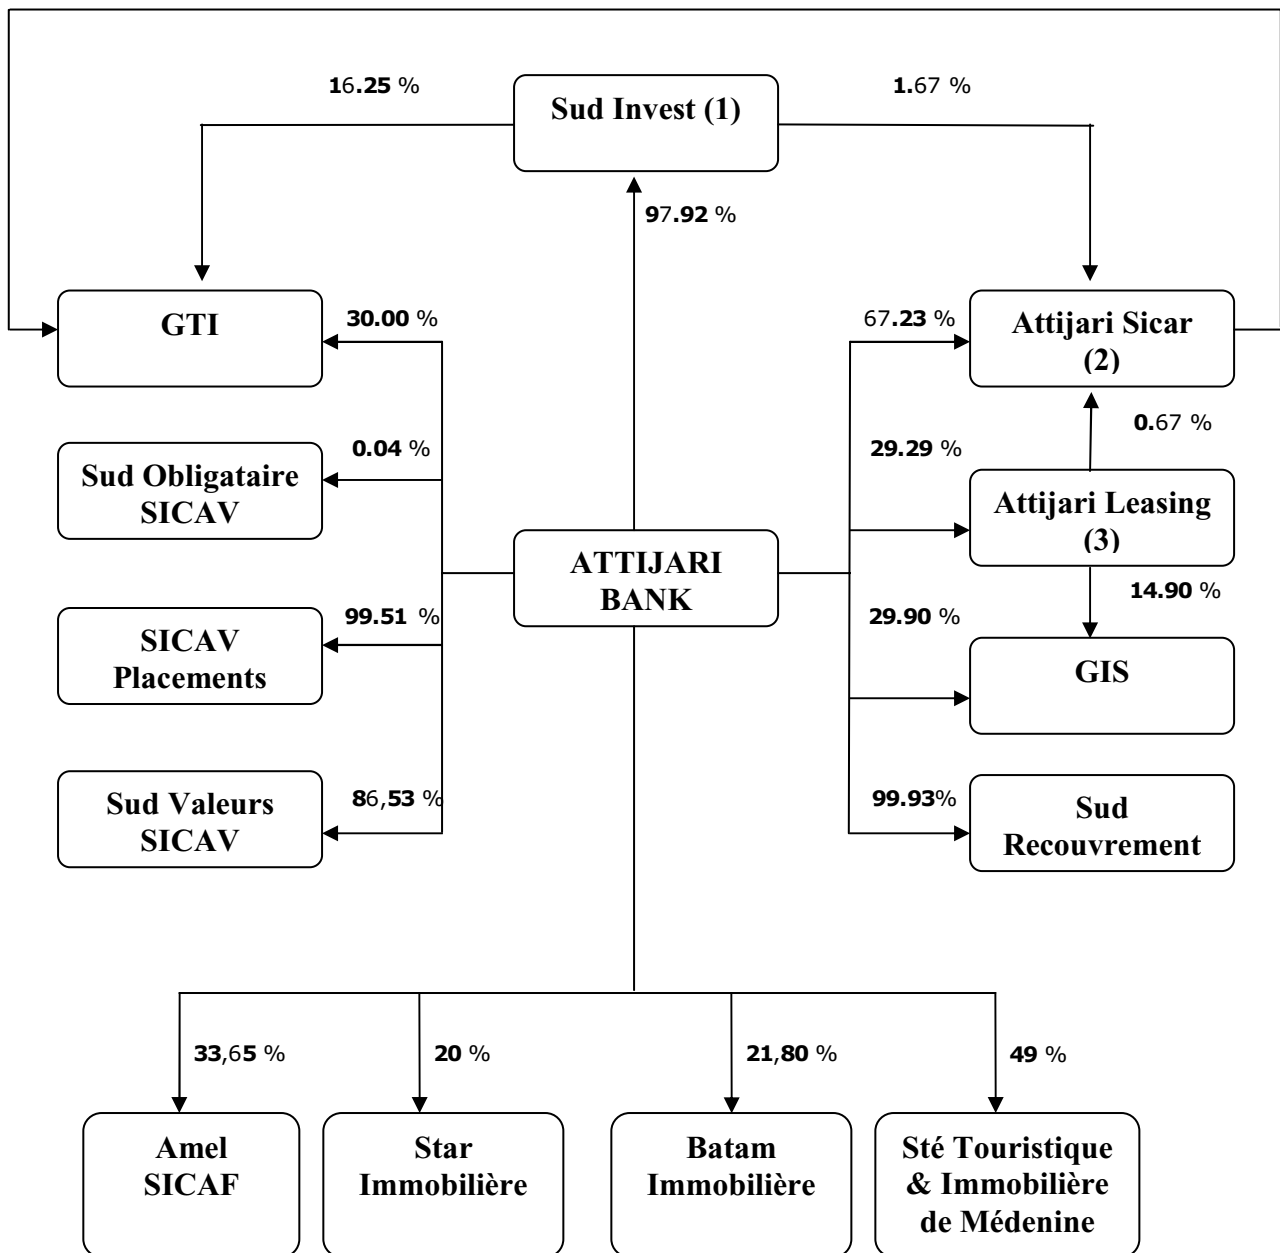 16.25 %
Sud Invest (1)
1.67 %
97.92 %
GTI
30.00 %
67.23 %
Attijari Sicar
(2)
0.67 %
Sud Obligataire
SICAV
0.04 %
29.29 %
Attijari Leasing
(3)
ATTIJARI
BANK
14.90 %
SICAV
Placements
99.51 %
29.90 %
GIS
Sud Valeurs
SICAV
86,53 %
99.93%
Sud
Recouvrement
33,65 %
20 %
21,80 %
49 %
Amel
SICAF
Star
Immobilière
Batam
Immobilière
Sté Touristique
& Immobilière
de Médenine